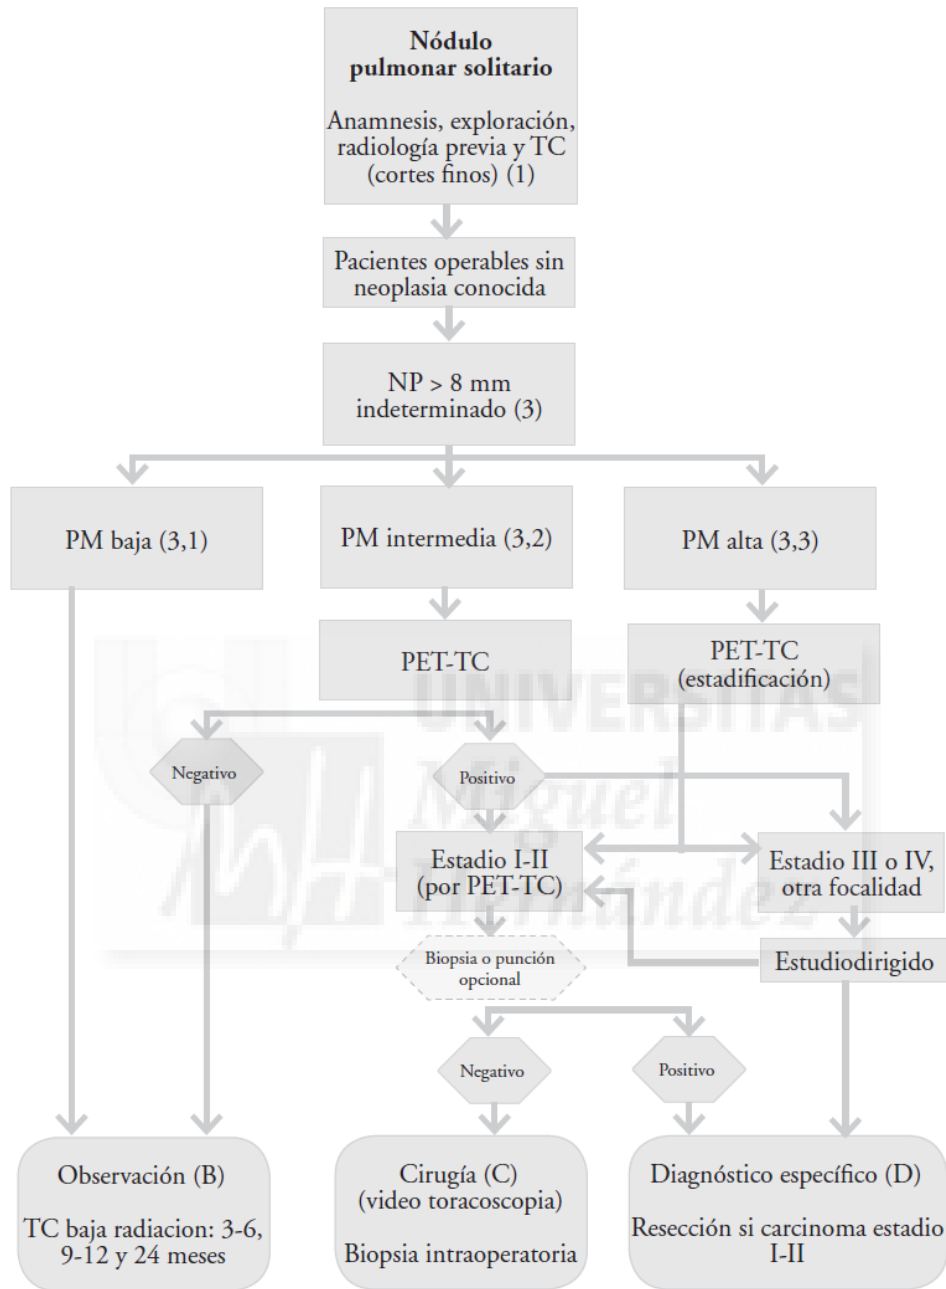 Nódulo
pulmonar solitario
Anamnesis, exploración,
radiología previa y TC
(cortes finos) (1)
Pacientes operables sin
neoplasia conocida
NP > 8 mm
indeterminado (3)
PM baja (3,1)
PM intermedia (3,2)
PM alta (3,3)
PET-TC
PET-TC
(estadificación)
UNIVERSITAS
Miguel
Hernández
Negativo
Positivo
Estadio I-II
(por PET-TC)
Estadio III o IV,
otra focalidad
Biopsia o punción
opcional
Estudiodirigido
Negativo
Positivo
Observación (B)
TC baja radiacion: 3-6,
9-12 y 24 meses
Cirugía (C)
(video toracoscopia)
Biopsia intraoperatoria
Diagnóstico específico (D)
Resección si carcinoma estadio
I-II